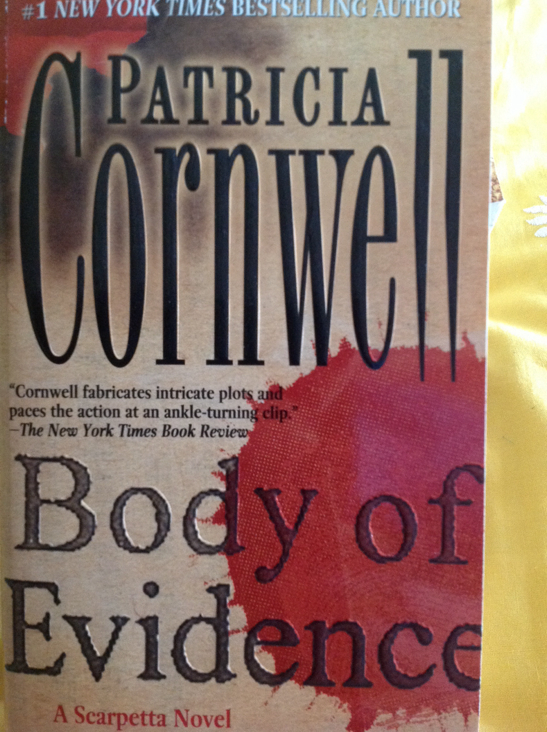 #1 NEW YORK TIMES BESTSELLING AUTHOR
PATRICIA
Cornwell
“Cornwell fabricates intricate plots and
paces the action at an ankle-turning clip.”
—The New York Times Book Review
Body of
Evidence
A Scarpetta Novel